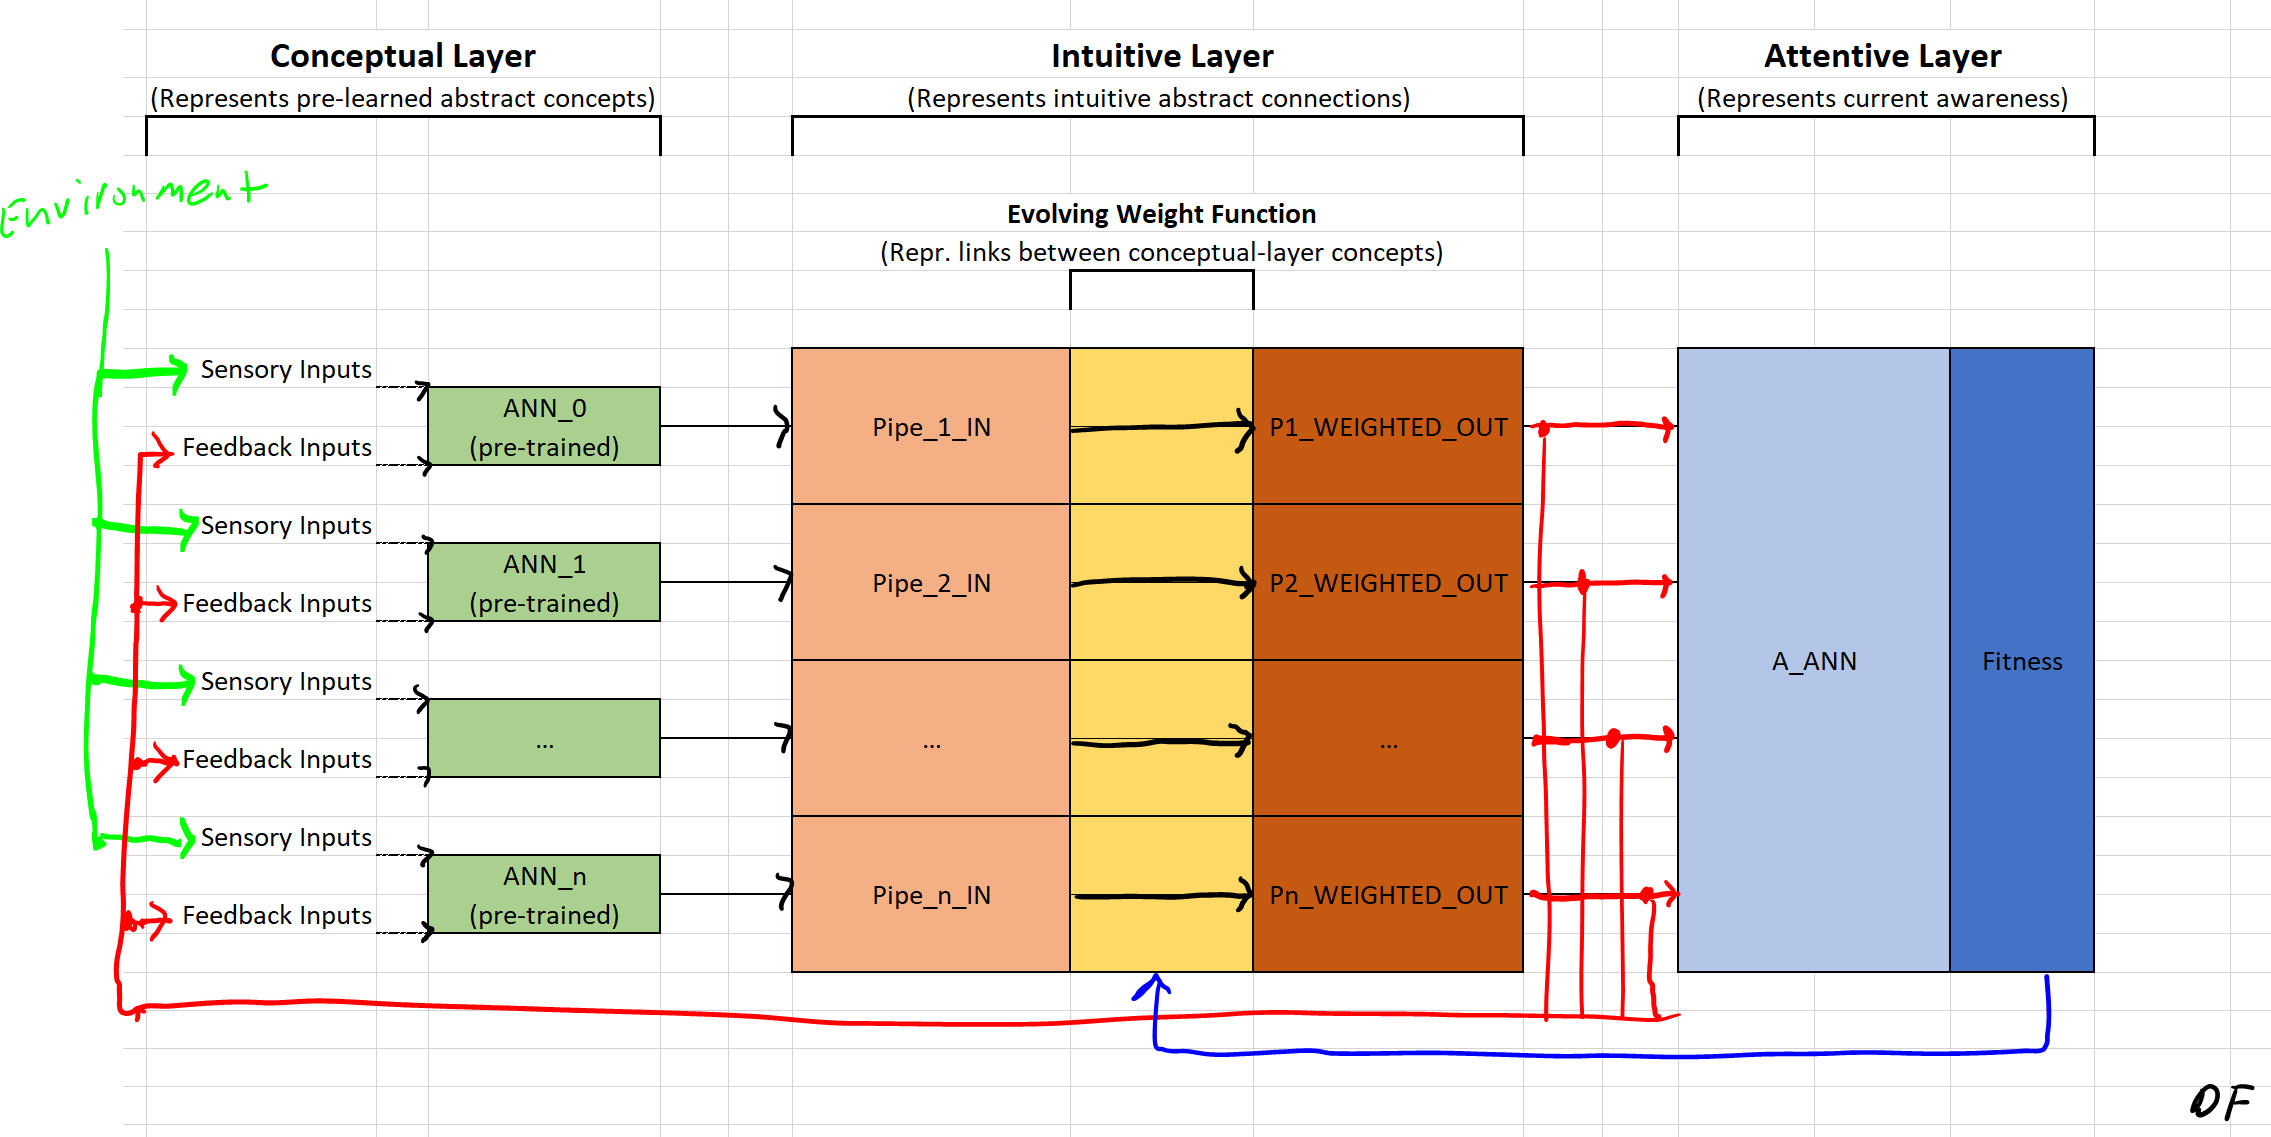 Conceptual Layer
(Represents pre-learned abstract concepts)
Intuitive Layer
(Represents intuitive abstract connections)
Attentive Layer
(Represents current awareness)
Environment
Evolving Weight Function
(Repr. links between conceptual-layer concepts)
Sensory Inputs
Feedback Inputs
ANN_0
(pre-trained)
Pipe_1_IN
P1_WEIGHTED_OUT
Sensory Inputs
Feedback Inputs
ANN_1
(pre-trained)
Pipe_2_IN
P2_WEIGHTED_OUT
A_ANN
Fitness
Sensory Inputs
Feedback Inputs
...
...
...
Sensory Inputs
Feedback Inputs
ANN_n
(pre-trained)
Pipe_n_IN
Pn_WEIGHTED_OUT
DF